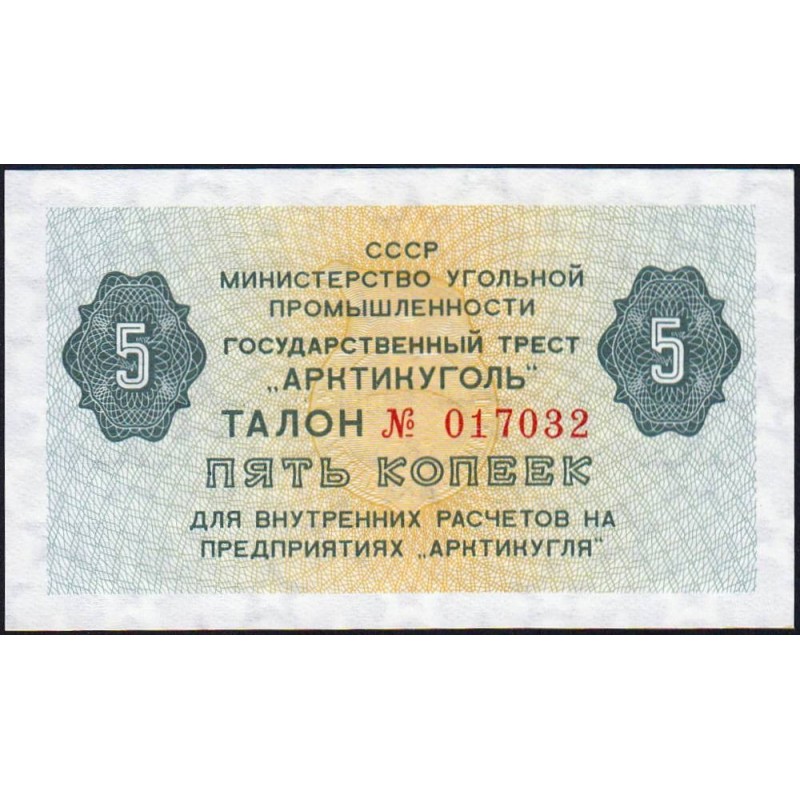 СССР
МИНИСТЕРСТВО УГОЛЬНОЙ
ПРОМЫШЛЕННОСТИ
ГОСУДАРСТВЕННЫЙ ТРЕСТ
„АРКТИКУГОЛЬ"
5 5
ТАЛОН № 017032
ПЯТЬ КОПЕЕК
ДЛЯ ВНУТРЕННИХ РАСЧЕТОВ НА
ПРЕДПРИЯТИЯХ „АРКТИКУГЛЯ"